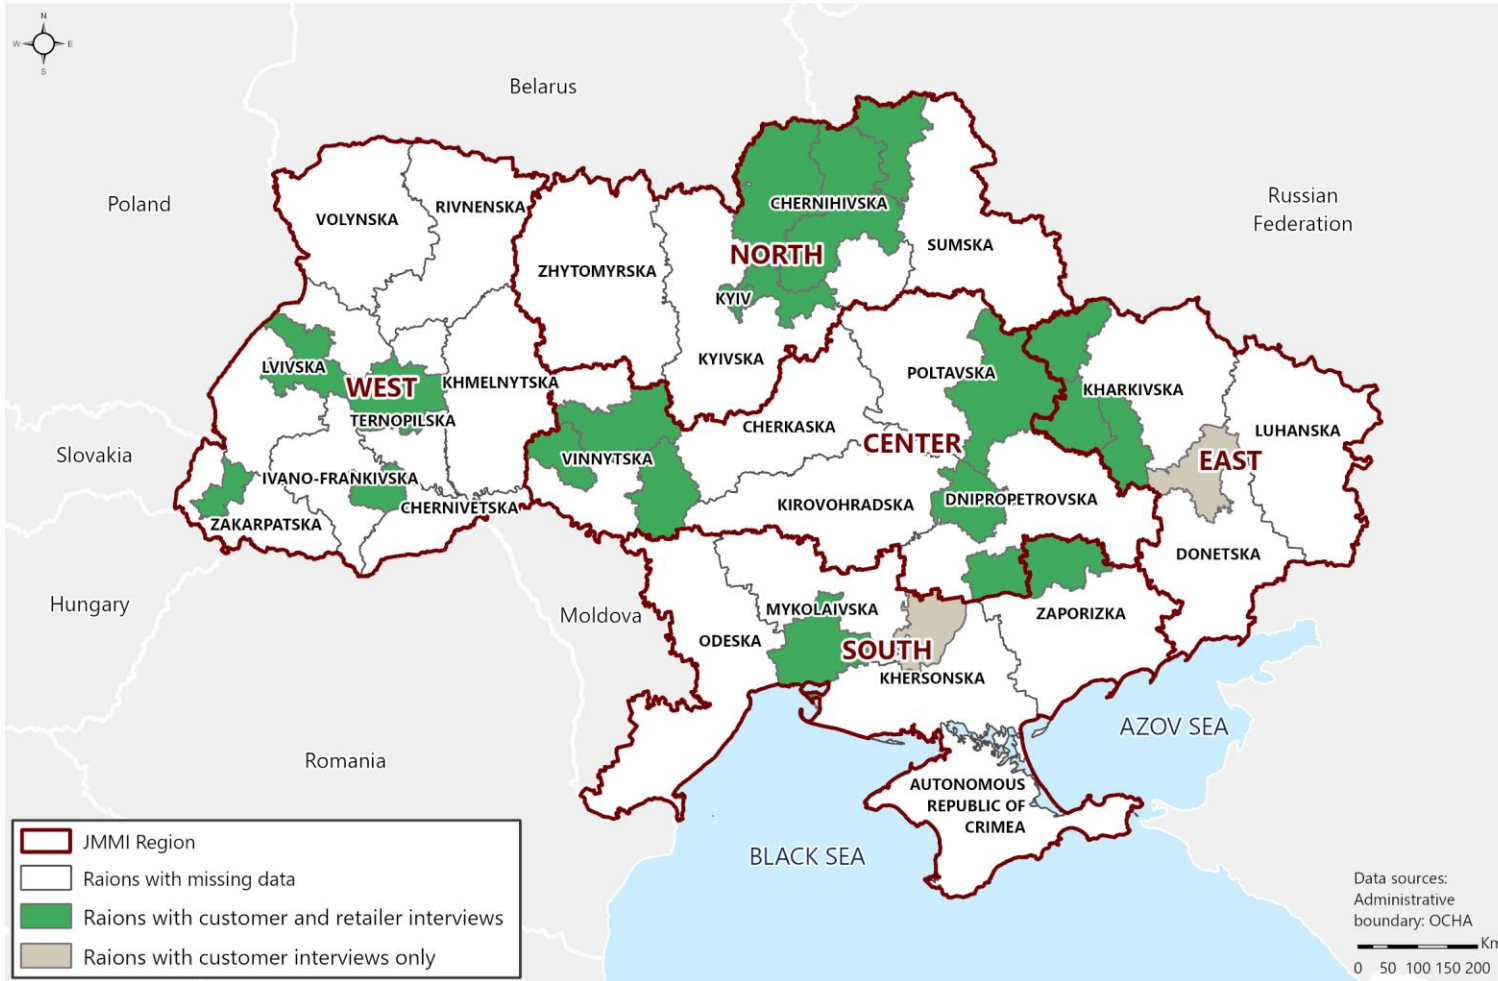 N
W
E
S
Belarus
Poland
Russian
Federation
VOLYNSKA
RIVNENSKA
CHERNIHIVSKA
SUMSKA
NORTH
ZHYTOMYRSKA
KYIV
KYIVSKA
LVIVSKA
WEST
KHMELNYTSKA
POLTAVSKA
KHARKIVSKA
TERNOPILSKA
CHERKASKA
CENTER
LUHANSKA
Slovakia
VINNYTSKA
EAST
IVANO-FRANKIVSKA
CHERNIVETSKA
KIROVOHRADSKA
DNIPROPETROVSKA
ZAKARPATSKA
DONETSKA
Hungary
Moldova
MYKOLAIVSKA
ZAPORIZKA
ODESKA
SOUTH
KHERSONSKA
AZOV SEA
Romania
AUTONOMOUS
REPUBLIC OF
CRIMEA
BLACK SEA
JMMI Region
Raions with missing data
Raions with customer and retailer interviews
Raions with customer interviews only
Data sources:
Administrative
boundary: OCHA
Km
0 50 100 150 200